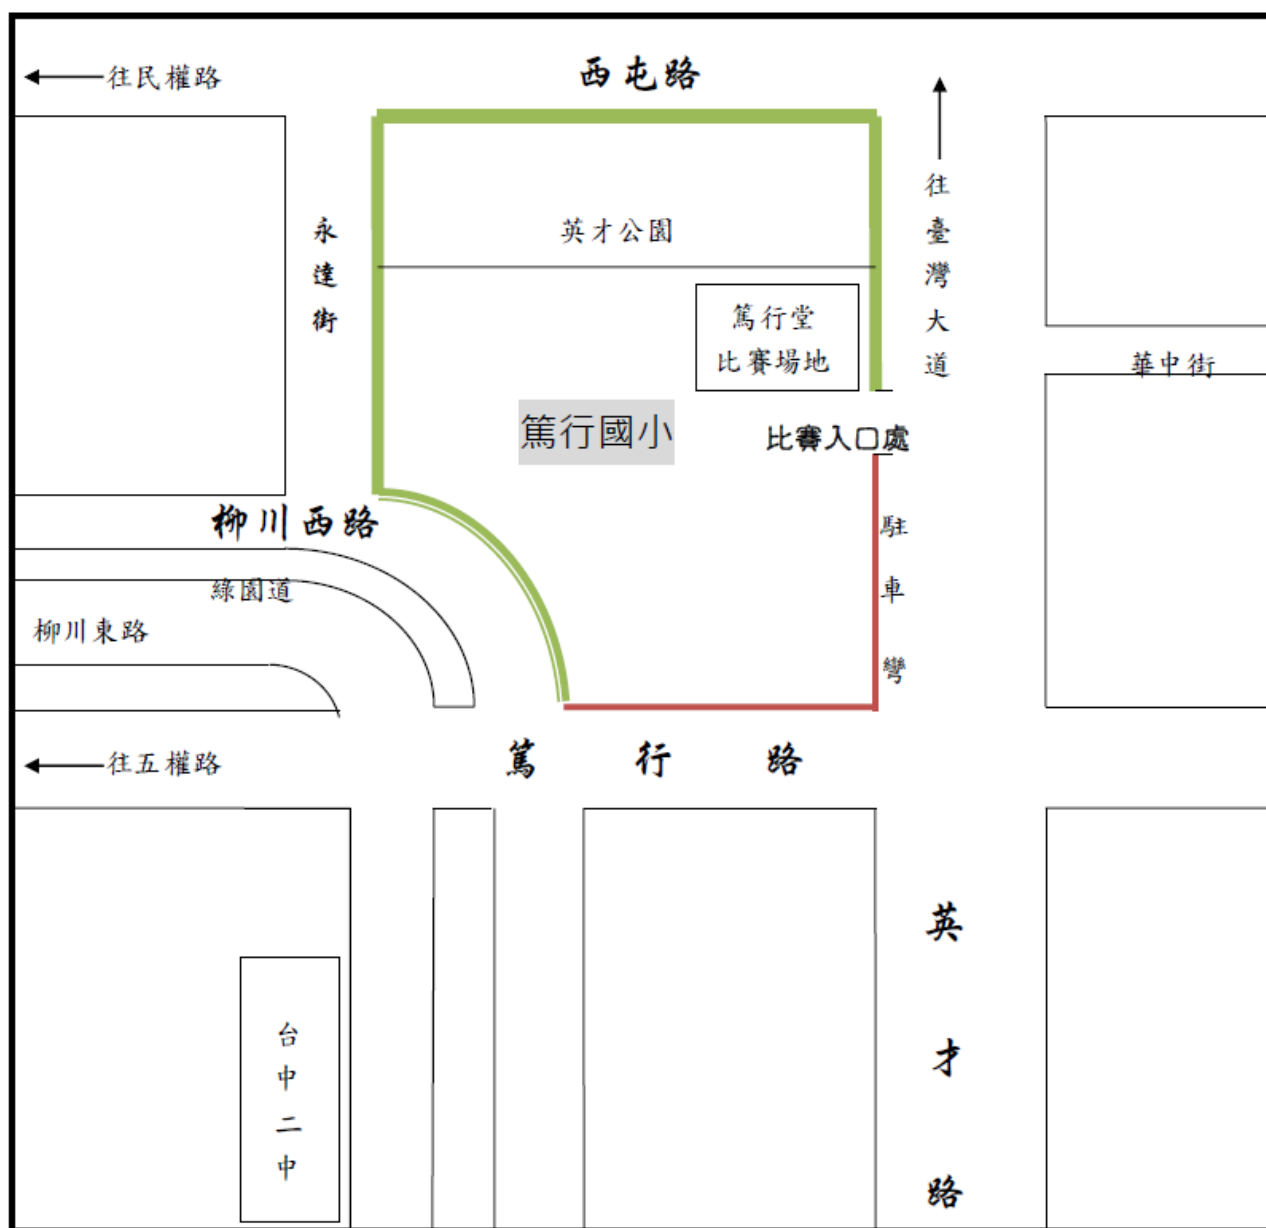 往民權路
西屯路
往臺灣大道
永達街
英才公園
篤行堂
比賽場地
華中街
篤行國小
比賽入口處
柳川西路
駐車彎
綠園道
柳川東路
往五權路
篤行路
英才路
台中二中